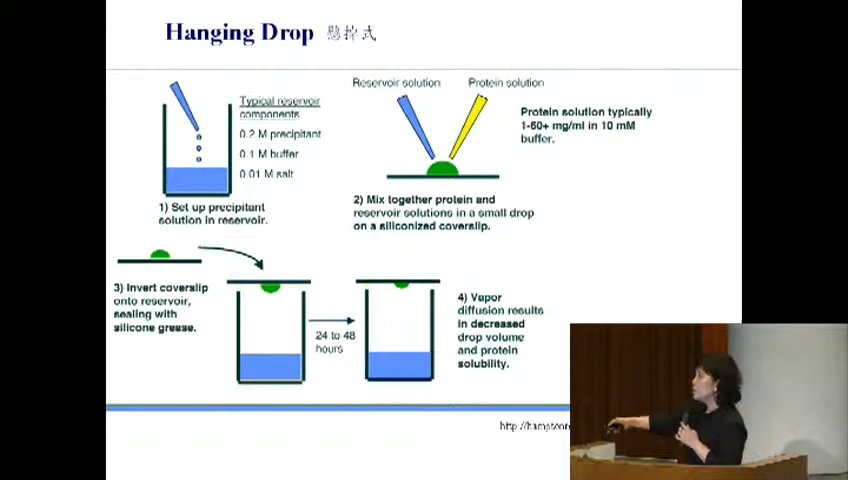 Hanging Drop 懸掉式
Typical reservoir
components
0.2 M precipitant
0.1 M buffer
0.01 M salt
1) Set up precipitant
solution in reservoir.
Reservoir solution
Protein solution
Protein solution typically
1-60+ mg/ml in 10 mM
buffer.
2) Mix together protein and
reservoir solutions in a small drop
on a siliconized coverslip.
3) Invert coverslip
onto reservoir,
sealing with
silicone grease.
24 to 48
hours
4) Vapor
diffusion results
in decreased
drop volume
and protein
solubility.